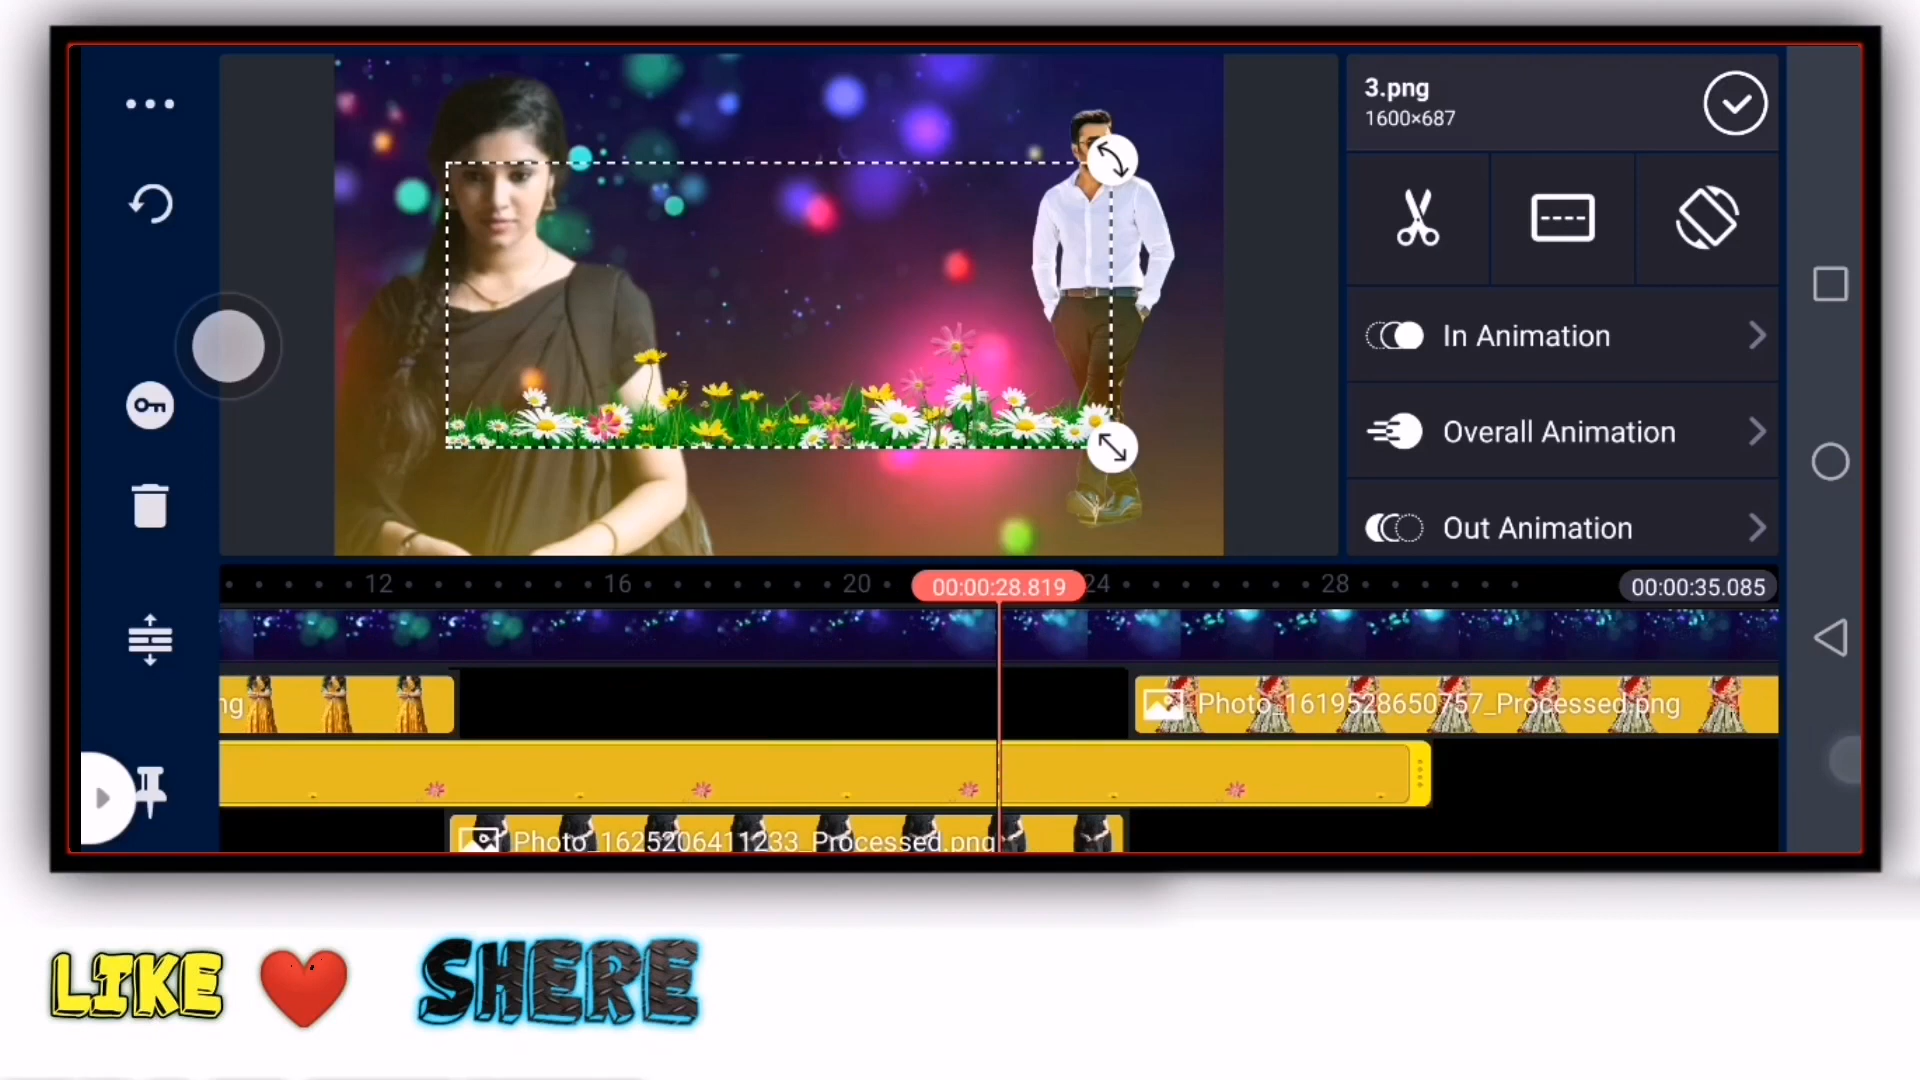 3.png
1600×687
In Animation
Overall Animation
Out Animation
12 16 20 00:00:28.819 24 28 00:00:35.085
ng Photo_1619528650757_Processed.png
Photo_1625206411233_Processed.png
LIKE SHERE